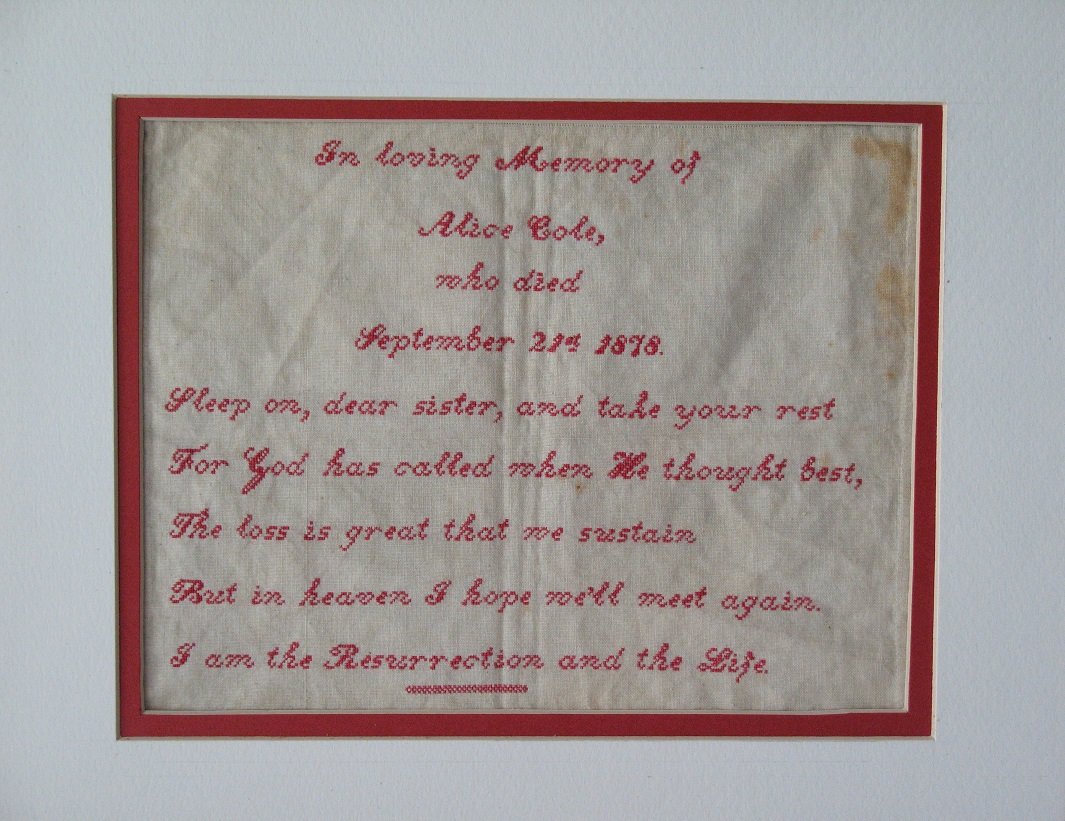 In loving Memory of
Alice Cole,
who died
September 21st 1878.
Sleep on, dear sister, and take your rest
For God has called when He thought best,
The loss is great that we sustain
But in heaven I hope we'll meet again.
I am the Resurrection and the Life.